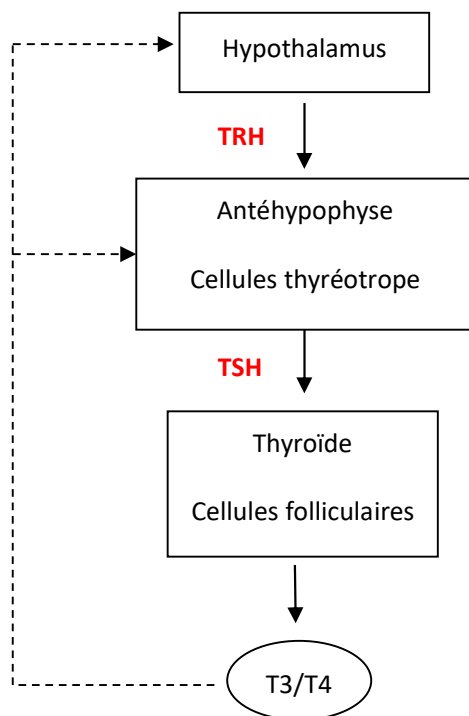 Hypothalamus
TRH
Antéhypophyse
Cellules thyréotrope
TSH
Thyroïde
Cellules folliculaires
T3/T4